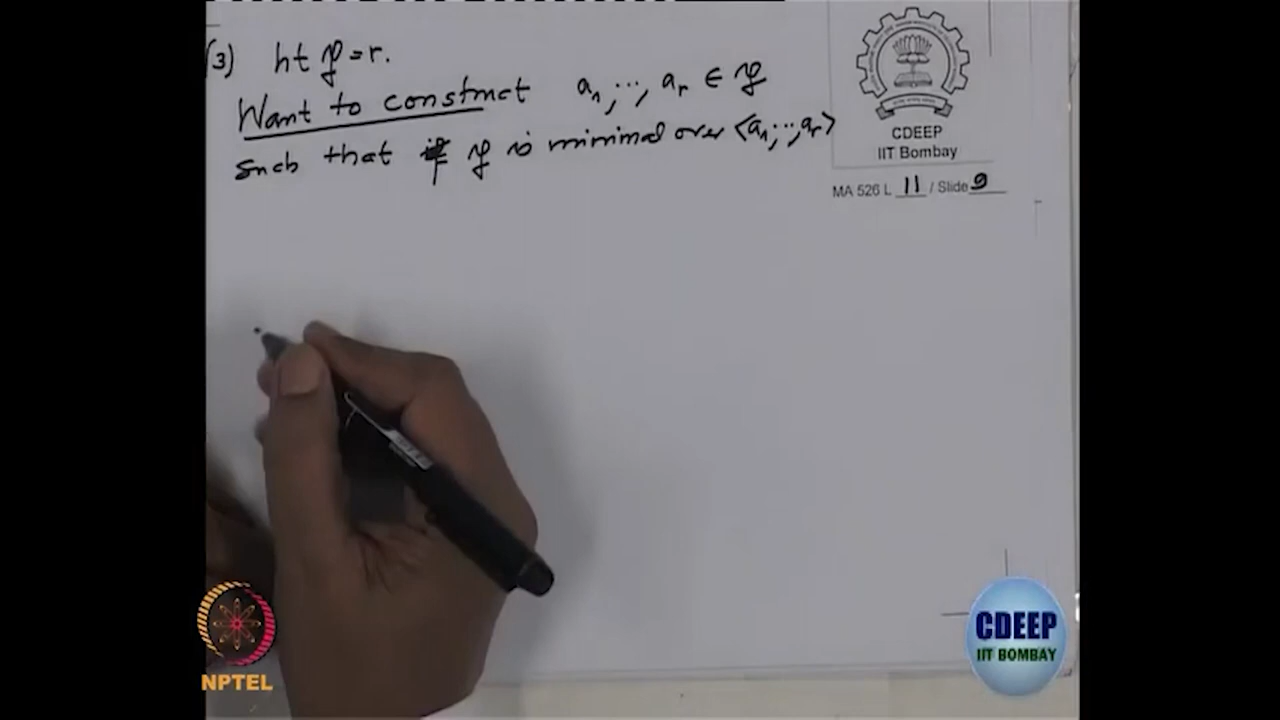 (3) ht 𝔭 = r.
Want to construct a₁, ..., aᵣ ∈ 𝔭
such that 𝔭 is minimal over <a₁, ..., aᵣ>
CDEEP
IIT Bombay
MA 526 L 11 / Slide 9
NPTEL
CDEEP
IIT BOMBAY